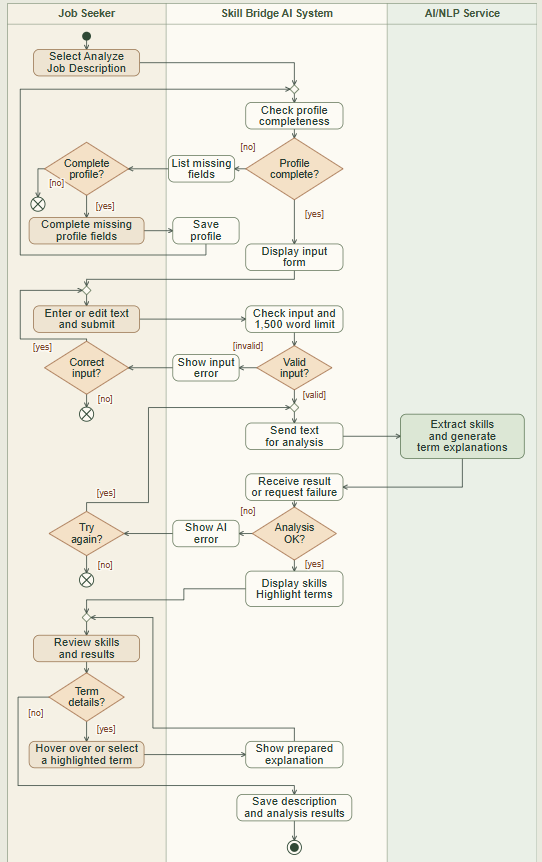 Job Seeker
Skill Bridge AI System
AI/NLP Service
Select Analyze
Job Description
Check profile
completeness
[no]
Profile
complete?
List missing
fields
Complete
profile?
[no]
[yes]
[yes]
Complete missing
profile fields
Save
profile
Display input
form
Enter or edit text
and submit
Check input and
1,500 word limit
[yes]
[invalid]
Correct
input?
Show input
error
Valid
input?
[no]
[valid]
Send text
for analysis
Extract skills
and generate
term explanations
Receive result
or request failure
[yes]
[no]
Try
again?
Show AI
error
Analysis
OK?
[no]
[yes]
Display skills
Highlight terms
Review skills
and results
Term
details?
[no]
[yes]
Hover over or select
a highlighted term
Show prepared
explanation
Save description
and analysis results